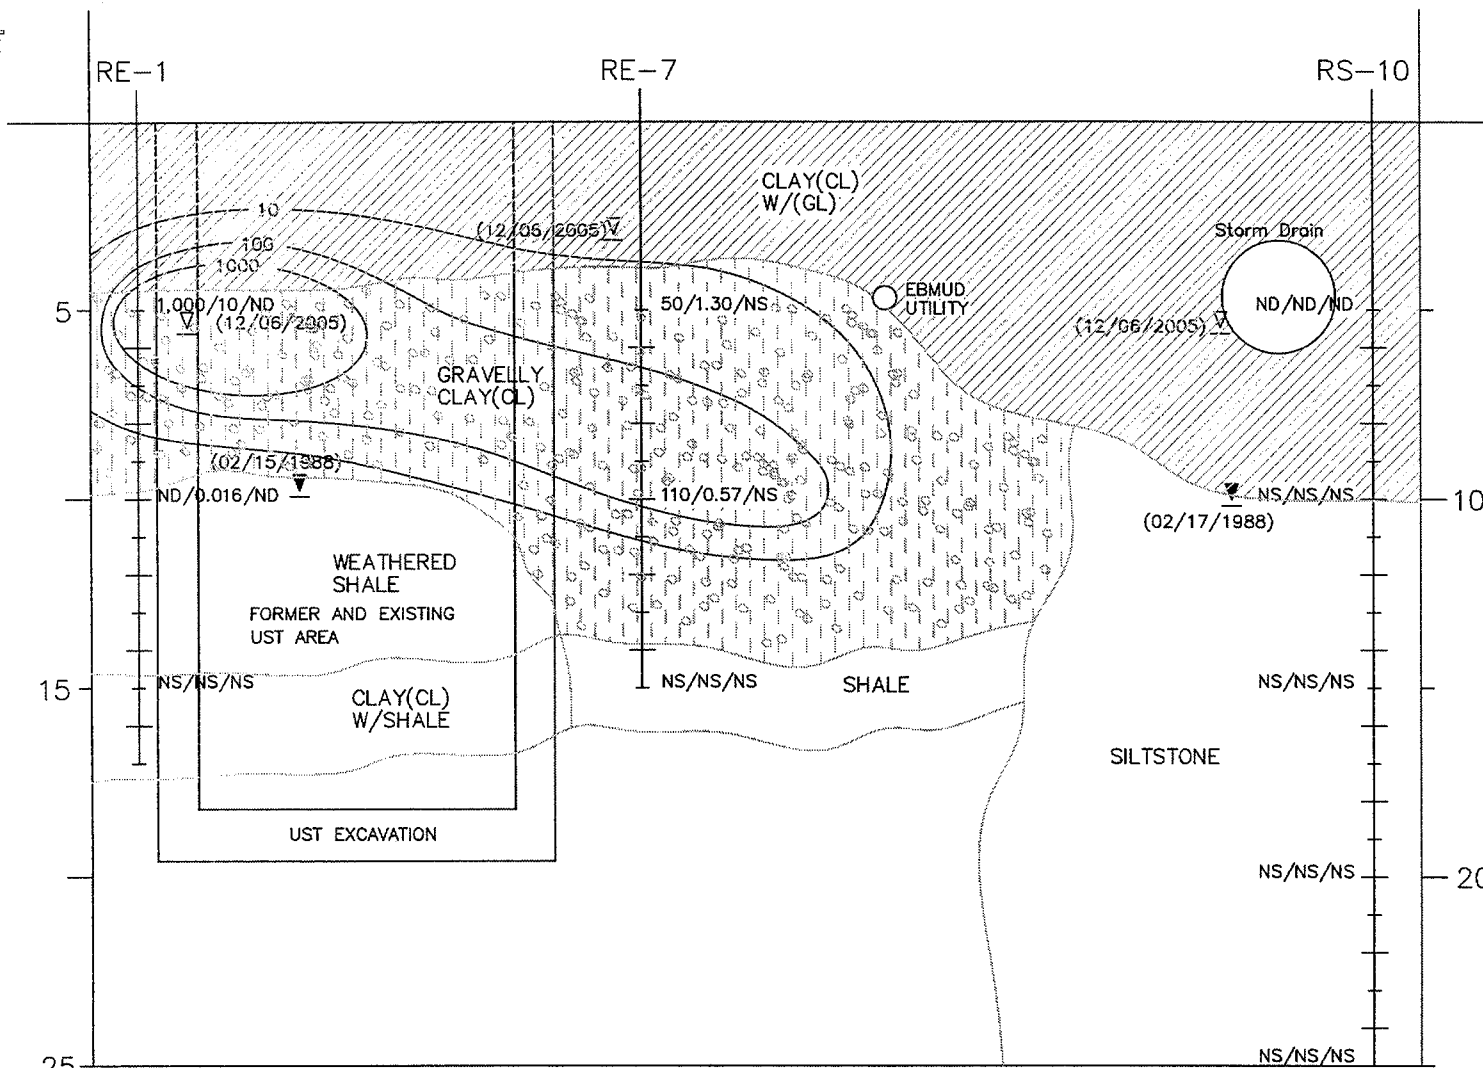 RE-1
RE-7
RS-10
CLAY(CL)
W/(GL)
10
(12/06/2005)
Storm Drain
100
1000
1,000/10/ND
50/1.30/NS
EBMUD
UTILITY
ND/ND/ND
5
(12/06/2005)
(12/06/2005)
GRAVELLY
CLAY(CL)
(02/15/1988)
ND/0.016/ND
110/0.57/NS
NS/NS/NS
10
(02/17/1988)
WEATHERED
SHALE
FORMER AND EXISTING
UST AREA
15
NS/NS/NS
CLAY(CL)
W/SHALE
NS/NS/NS
SHALE
NS/NS/NS
SILTSTONE
UST EXCAVATION
NS/NS/NS
20
25
NS/NS/NS